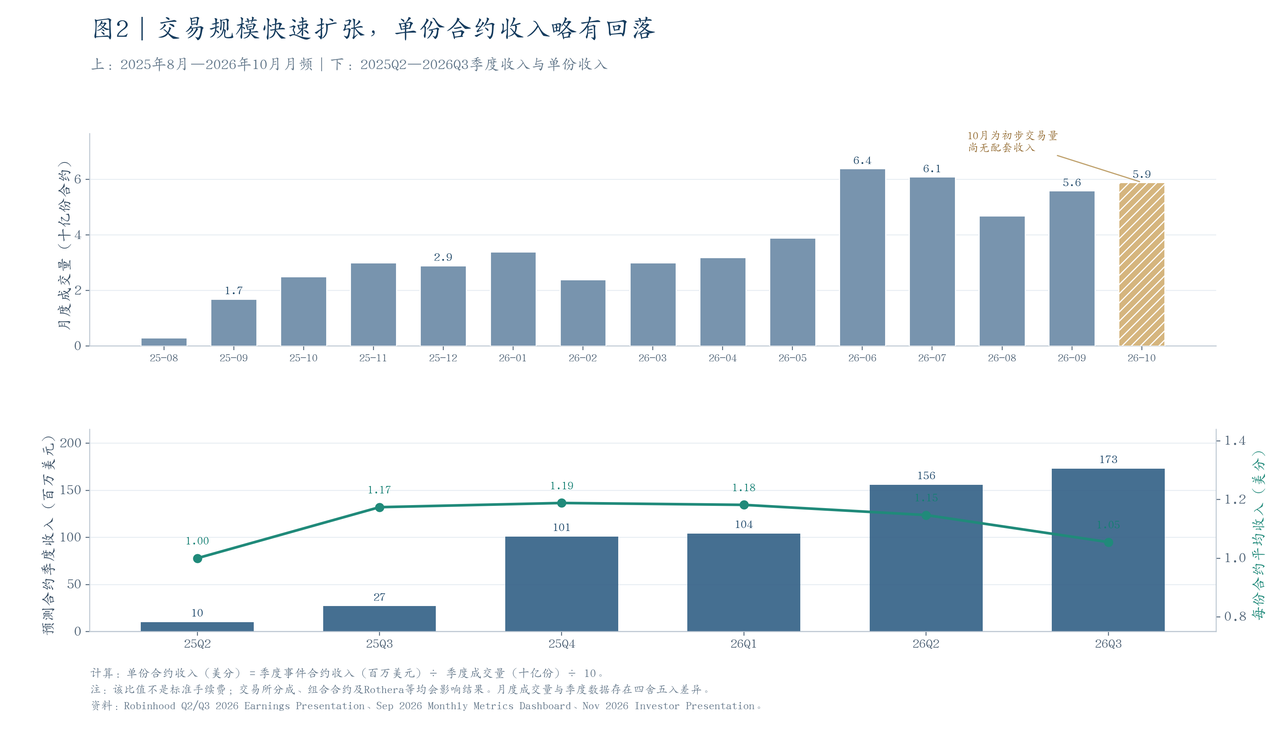 图2｜交易规模快速扩张，单份合约收入略有回落
上：2025年8月—2026年10月月频｜下：2025Q2—2026Q3季度收入与单份收入
10月为初步交易量
尚无配套收入
月度成交量（十亿份合约）
6
4
2
0
1.7
2.9
6.4
6.1
5.6
5.9
25-08
25-09
25-10
25-11
25-12
26-01
26-02
26-03
26-04
26-05
26-06
26-07
26-08
26-09
26-10
预测合约季度收入（百万美元）
200
150
100
50
0
1.00
1.17
1.19
1.18
10
27
101
104
156
173
25Q2
25Q3
25Q4
26Q1
26Q2
26Q3
1.4
1.2
1.0
0.8
每份合约平均收入（美分）
计算：单份合约收入（美分）＝季度事件合约收入（百万美元）÷ 季度成交量（十亿份）÷ 10。
注：该比值不是标准手续费；交易所分成、组合合约及Rothera等均会影响结果。月度成交量与季度数据存在四舍五入差异。
资料：Robinhood Q2/Q3 2026 Earnings Presentation、Sep 2026 Monthly Metrics Dashboard、Nov 2026 Investor Presentation。